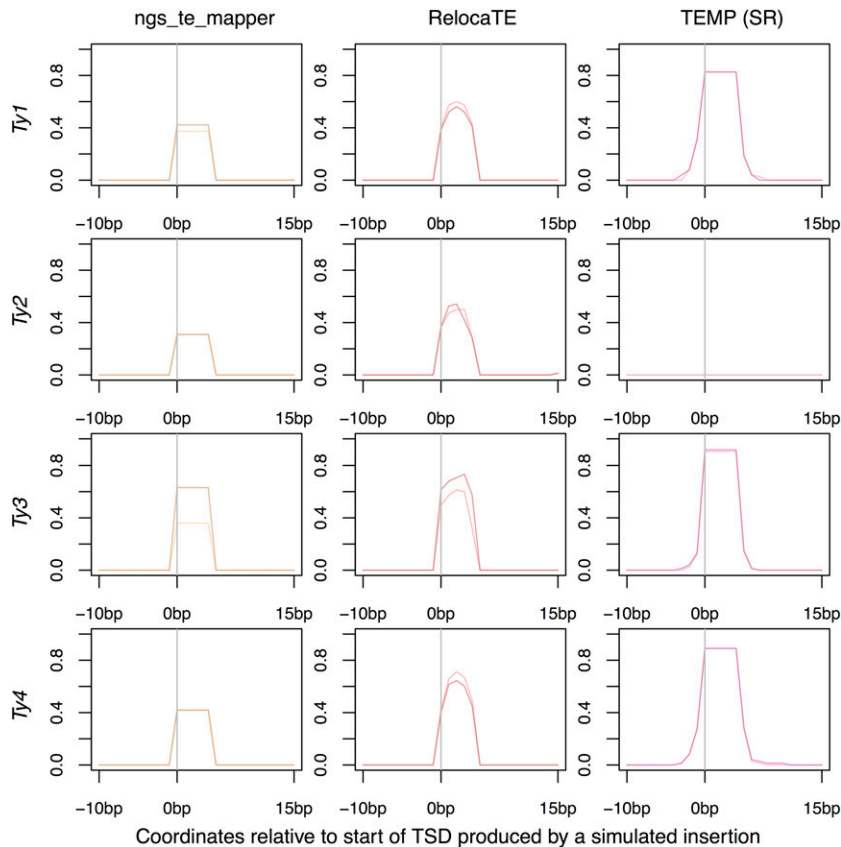 ngs_te_mapper RelocaTE TEMP (SR)
Ty1
0.0 0.4 0.8
0.0 0.4 0.8
0.0 0.4 0.8
−10bp 0bp 15bp −10bp 0bp 15bp −10bp 0bp 15bp
Ty2
0.0 0.4 0.8
0.0 0.4 0.8
0.0 0.4 0.8
−10bp 0bp 15bp −10bp 0bp 15bp −10bp 0bp 15bp
Ty3
0.0 0.4 0.8
0.0 0.4 0.8
0.0 0.4 0.8
−10bp 0bp 15bp −10bp 0bp 15bp −10bp 0bp 15bp
Ty4
0.0 0.4 0.8
0.0 0.4 0.8
0.0 0.4 0.8
−10bp 0bp 15bp −10bp 0bp 15bp −10bp 0bp 15bp
Coordinates relative to start of TSD produced by a simulated insertion